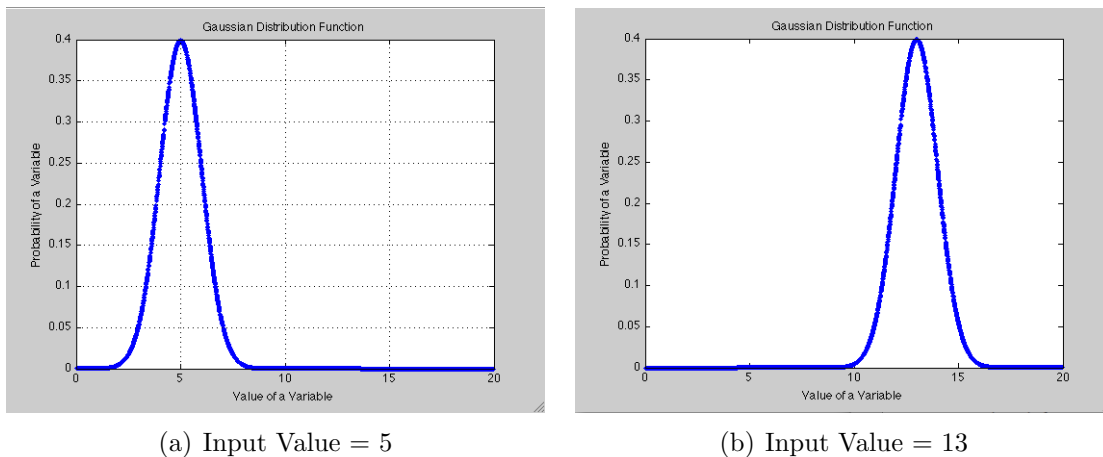 Gaussian Distribution Function
0.4
0.35
0.3
0.25
0.2
0.15
0.1
0.05
0
Probability of a Variable
0 5 10 15 20
Value of a Variable
(a) Input Value = 5
Gaussian Distribution Function
0.4
0.35
0.3
0.25
0.2
0.15
0.1
0.05
0
Probability of a Variable
0 5 10 15 20
Value of a Variable
(b) Input Value = 13